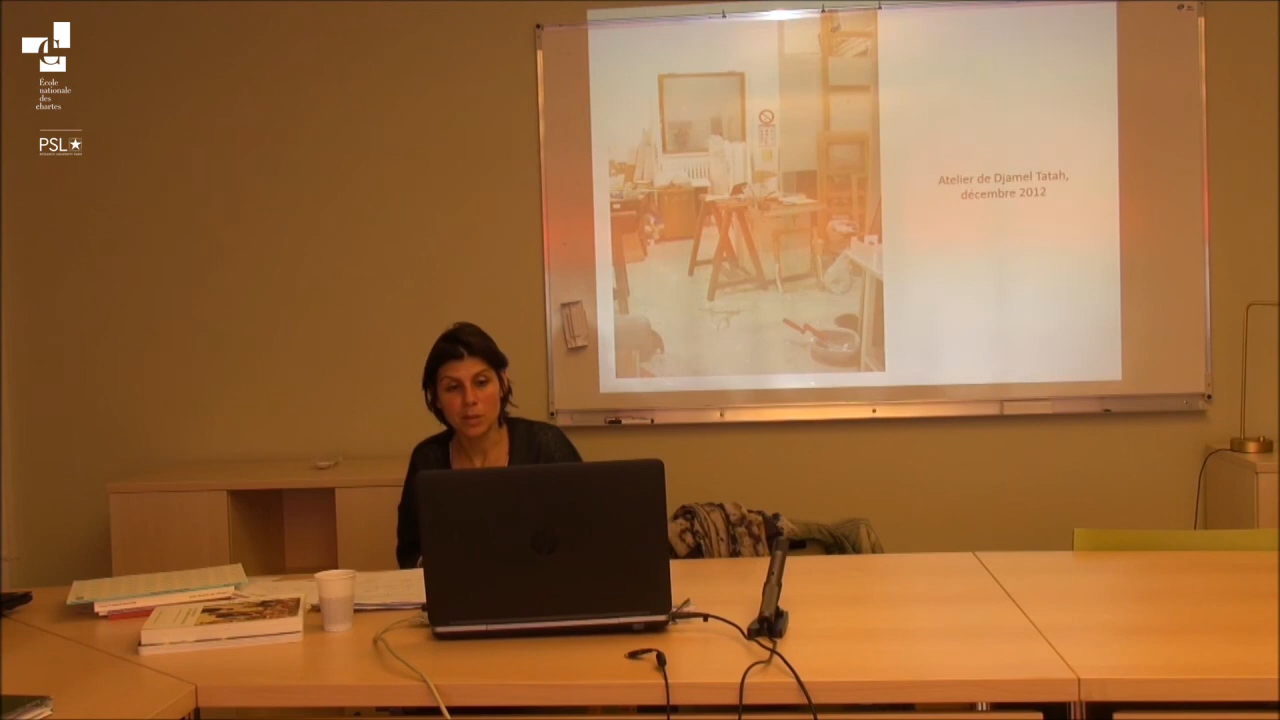 École
nationale
des
chartes
PSL
Atelier de Djamel Tatah,
décembre 2012